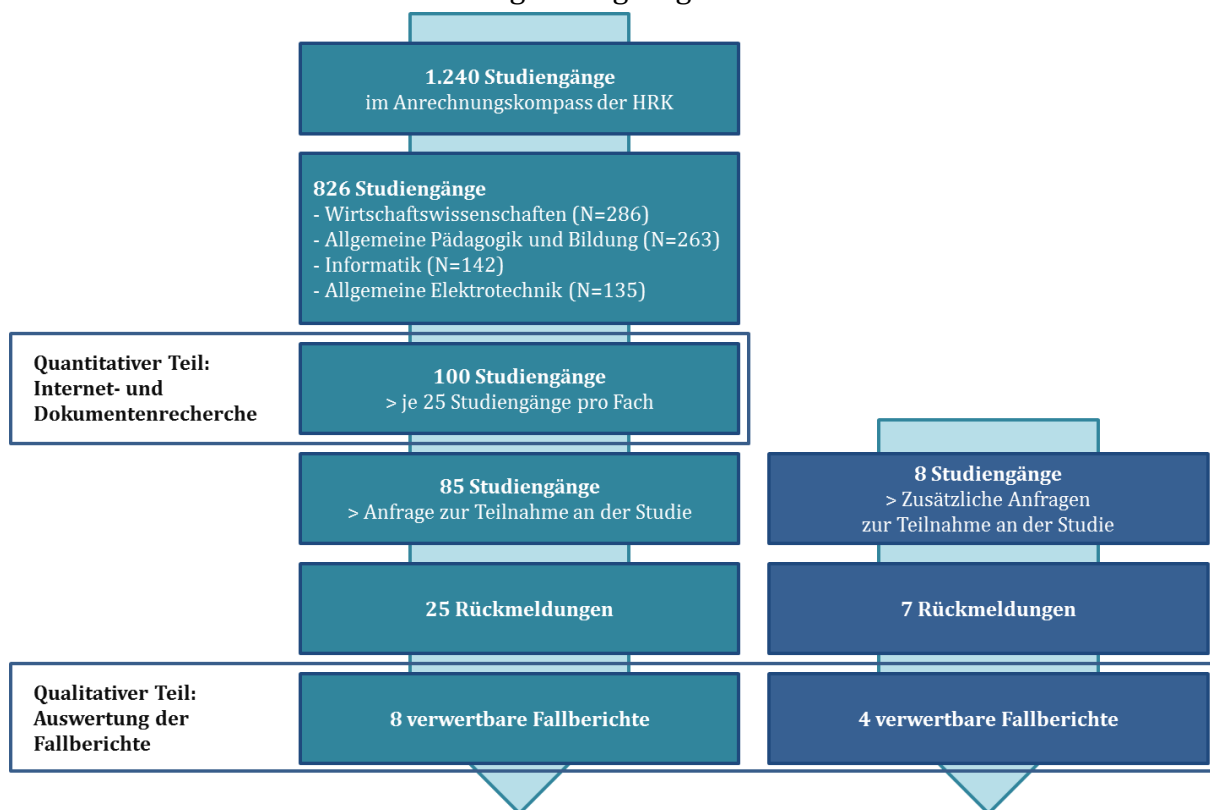 1.240 Studiengänge
im Anrechnungskompass der HRK
826 Studiengänge
- Wirtschaftswissenschaften (N=286)
- Allgemeine Pädagogik und Bildung (N=263)
- Informatik (N=142)
- Allgemeine Elektrotechnik (N=135)
Quantitativer Teil:
Internet- und
Dokumentenrecherche
100 Studiengänge
> je 25 Studiengänge pro Fach
85 Studiengänge
> Anfrage zur Teilnahme an der Studie
8 Studiengänge
> Zusätzliche Anfragen
zur Teilnahme an der Studie
25 Rückmeldungen
7 Rückmeldungen
Qualitativer Teil:
Auswertung der
Fallberichte
8 verwertbare Fallberichte
4 verwertbare Fallberichte